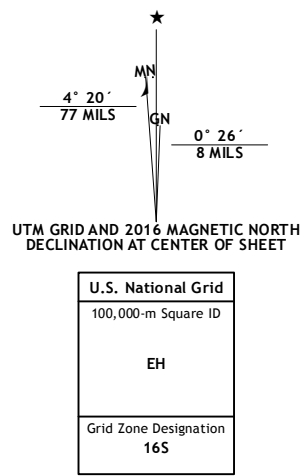 ★
MN
4° 20´
77 MILS
GN
0° 26´
8 MILS
UTM GRID AND 2016 MAGNETIC NORTH
DECLINATION AT CENTER OF SHEET
U.S. National Grid
100,000-m Square ID
EH
Grid Zone Designation
16S